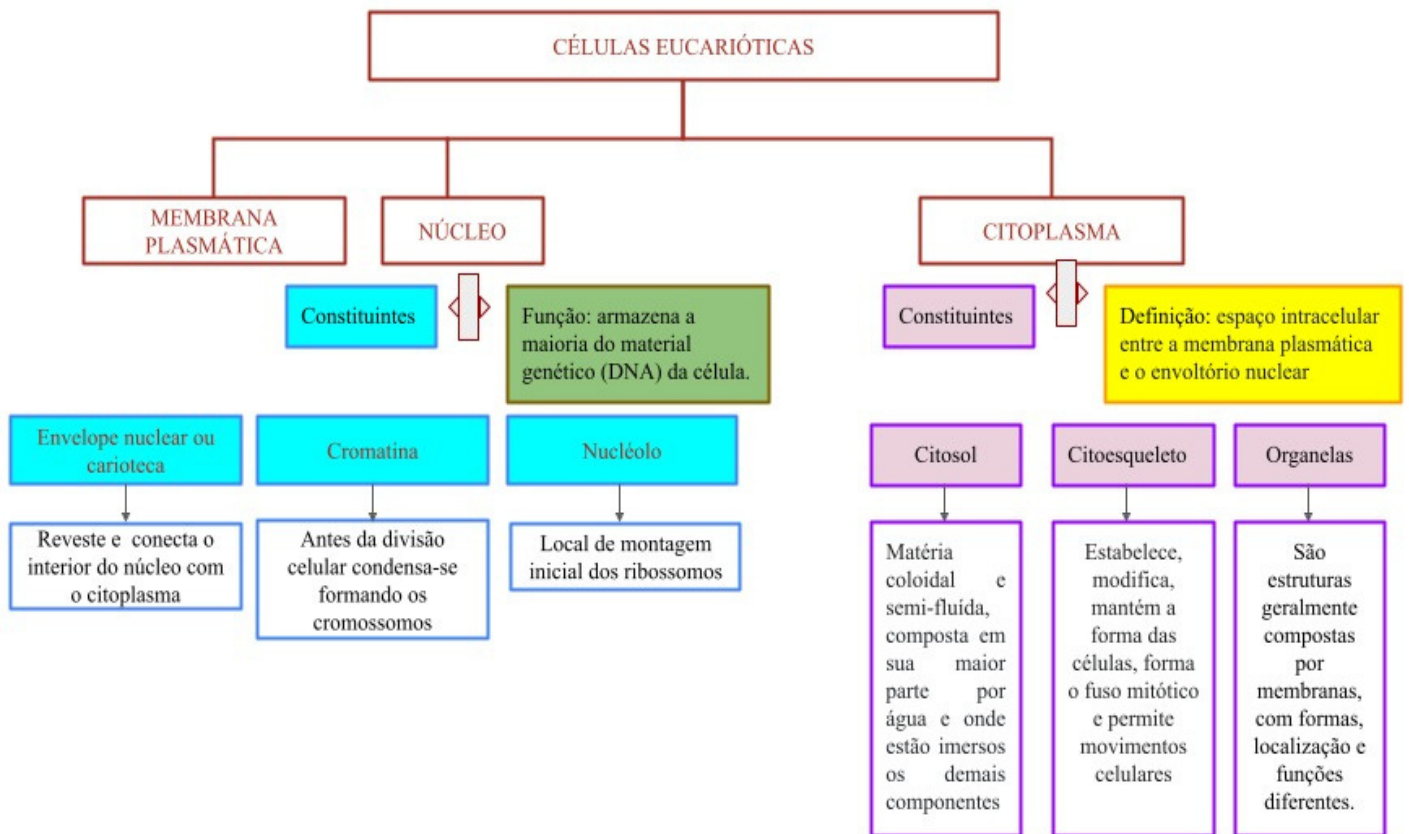 CÉLULAS EUCARIÓTICAS
MEMBRANA
PLASMÁTICA
NÚCLEO
CITOPLASMA
Constituintes
Função: armazena a
maioria do material
genético (DNA) da célula.
Constituintes
Definição: espaço intracelular
entre a membrana plasmática
e o envoltório nuclear
Envelope nuclear ou
carioteca
Cromatina
Nucléolo
Citosol
Citoesqueleto
Organelas
Reveste e conecta o
interior do núcleo com
o citoplasma
Antes da divisão
celular condensa-se
formando os
cromossomos
Local de montagem
inicial dos ribossomos
Matéria
coloidal e
semi-fluída,
composta em
sua maior
parte por
água e onde
estão imersos
os demais
componentes
Estabelece,
modifica,
mantém a
forma das
células, forma
o fuso mitótico
e permite
movimentos
celulares
São
estruturas
geralmente
compostas
por
membranas,
com formas,
localização e
funções
diferentes.